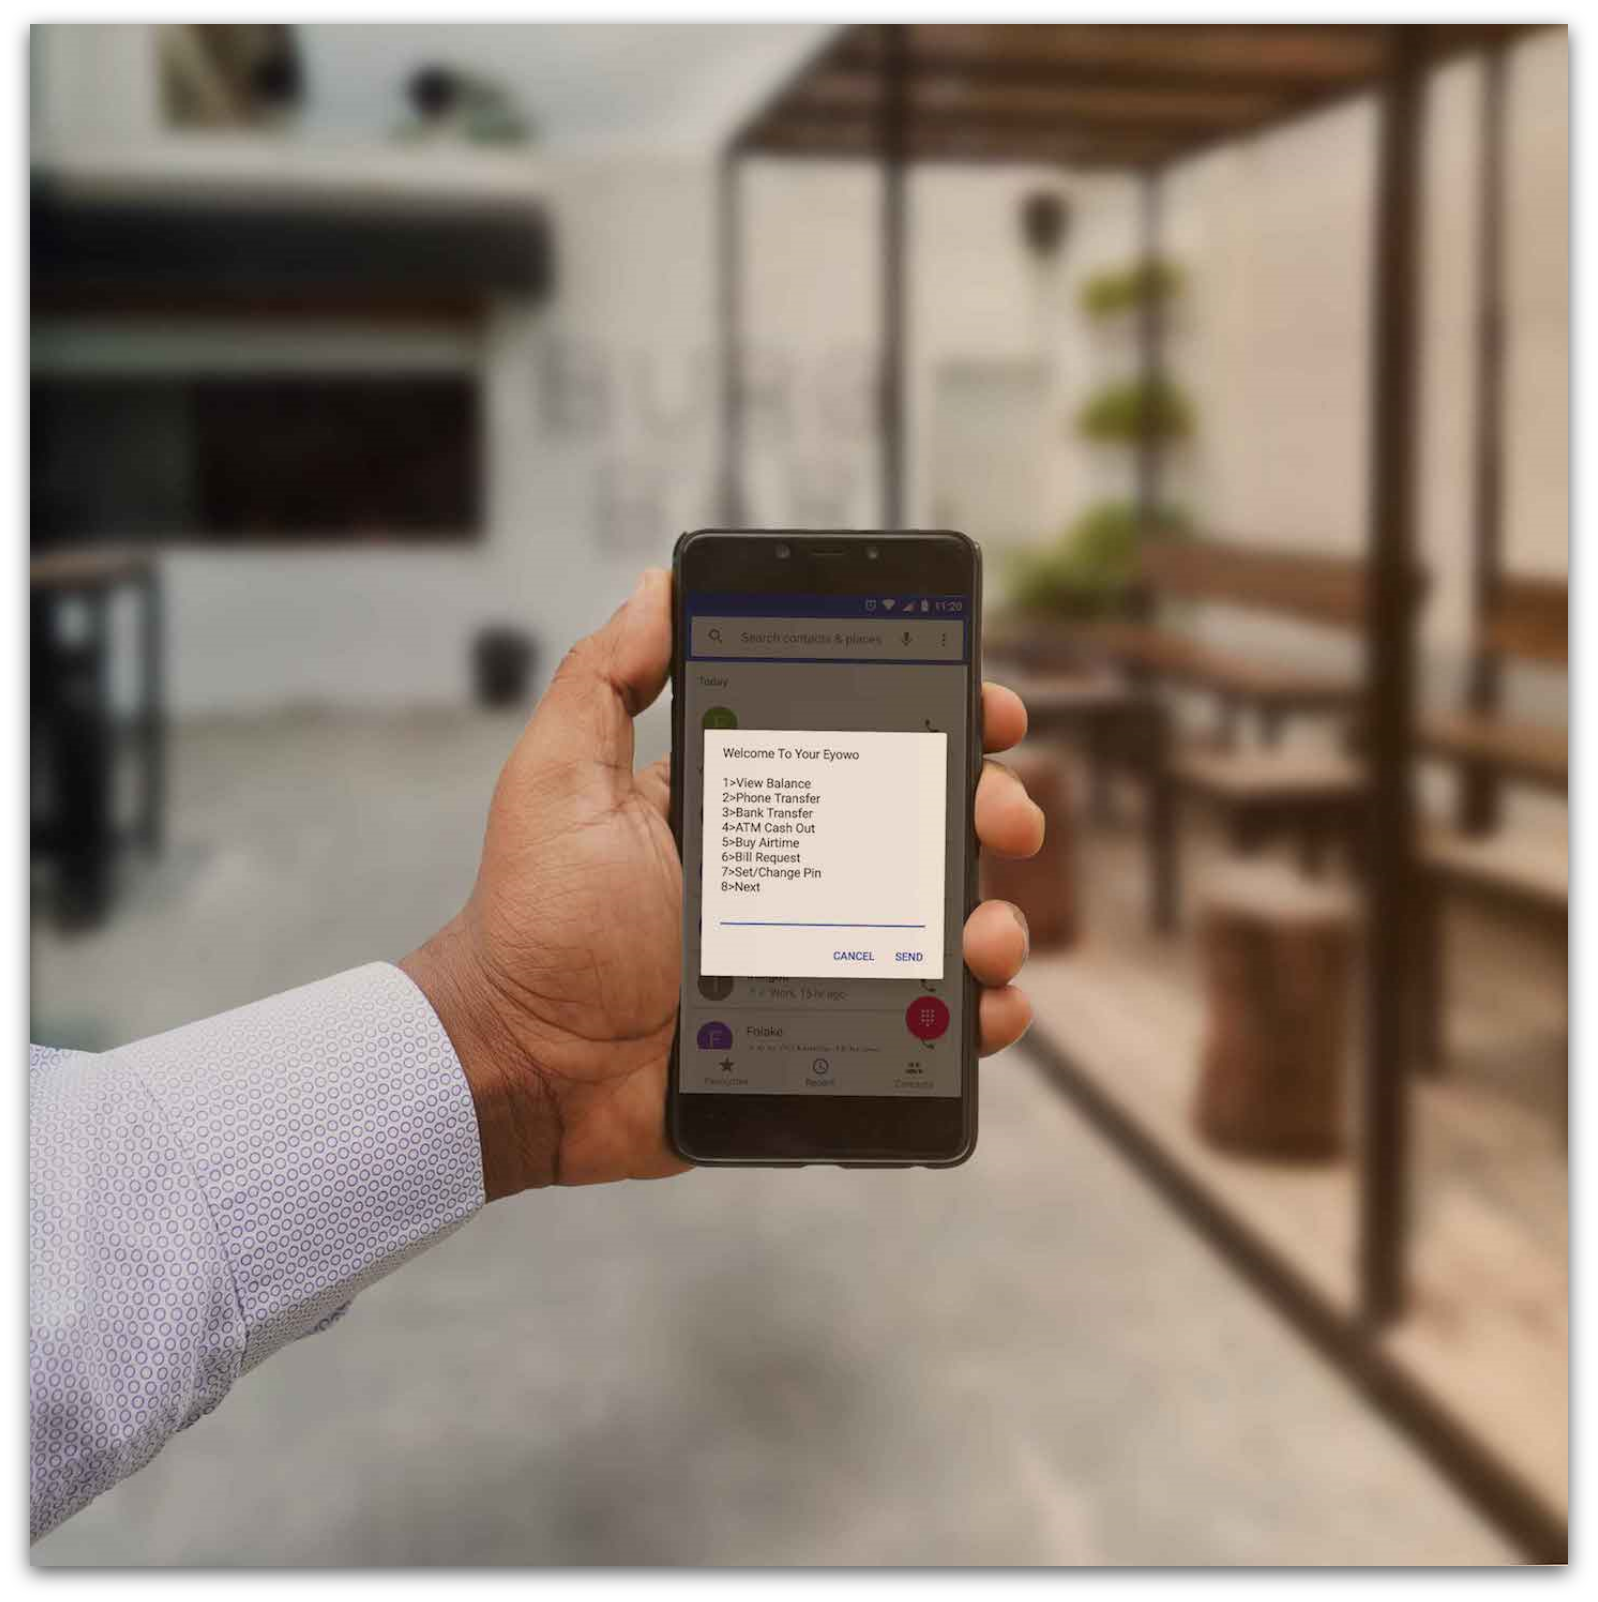 11:20
Search contacts & places
Today
Welcome To Your Eyowo
1>View Balance
2>Phone Transfer
3>Bank Transfer
4>ATM Cash Out
5>Buy Airtime
6>Bill Request
7>Set/Change Pin
8>Next
CANCEL SEND
Work, 15 hr ago
F
Folake
Favorites Recent Contacts